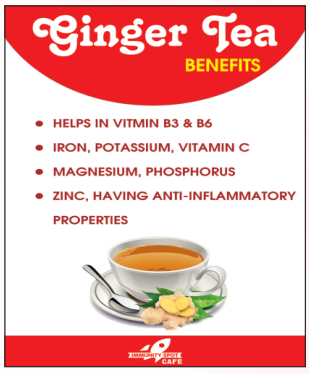 Ginger Tea
BENEFITS
• HELPS IN VITMIN B3 & B6
• IRON, POTASSIUM, VITAMIN C
• MAGNESIUM, PHOSPHORUS
• ZINC, HAVING ANTI-INFLAMMATORY
PROPERTIES
IMMUNITY SPOT
CAFE